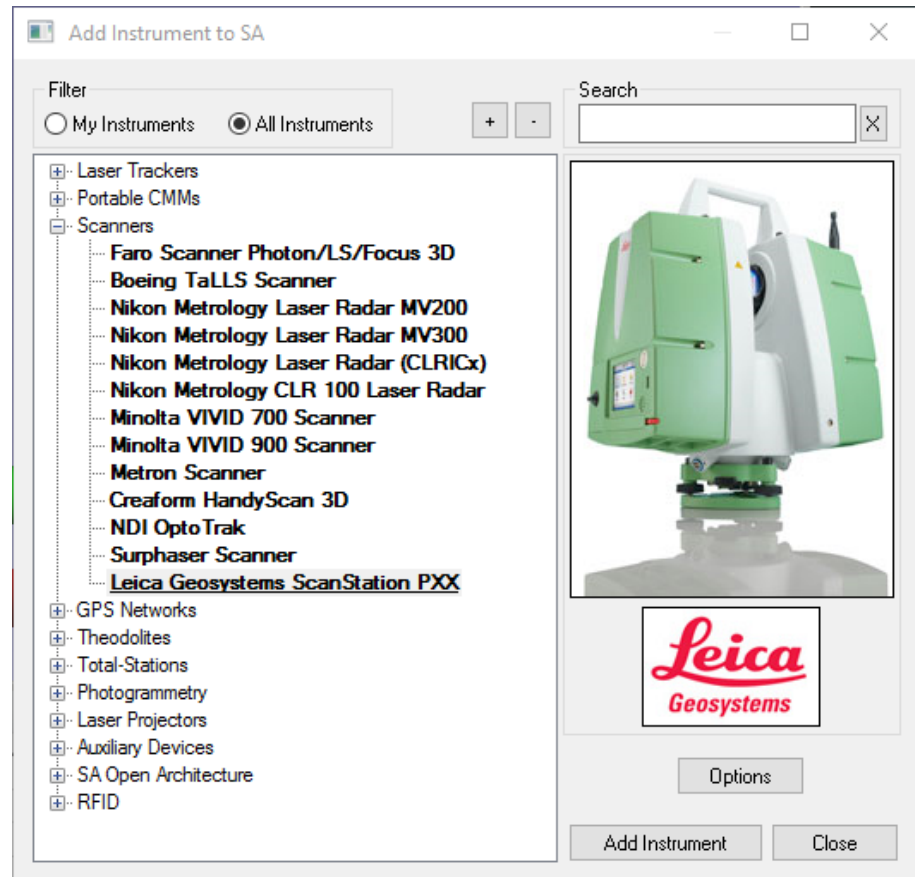 Add Instrument to SA
Filter
My Instruments
All Instruments
+
-
Search
X
Laser Trackers
Portable CMMs
Scanners
Faro Scanner Photon/LS/Focus 3D
Boeing TaLLS Scanner
Nikon Metrology Laser Radar MV200
Nikon Metrology Laser Radar MV300
Nikon Metrology Laser Radar (CLRICx)
Nikon Metrology CLR 100 Laser Radar
Minolta VIVID 700 Scanner
Minolta VIVID 900 Scanner
Metron Scanner
Creaform HandyScan 3D
NDI OptoTrak
Surphaser Scanner
Leica Geosystems ScanStation PXX
GPS Networks
Theodolites
Total-Stations
Photogrammetry
Laser Projectors
Auxiliary Devices
SA Open Architecture
RFID
Leica
Geosystems
Options
Add Instrument
Close